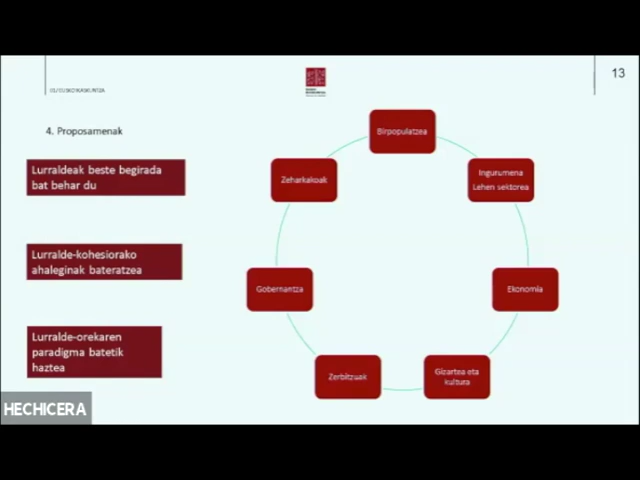 13
4. Proposamenak
Lurraldeak beste begirada
bat behar du
Lurralde-kohesiorako
ahaleginak bateratzea
Lurralde-orekaren
paradigma batetik
haztea
Birpopulatzea
Ingurumena
Lehen sektorea
Ekonomia
Gizartea eta
kultura
Zerbitzuak
Gobernantza
Zeharkakoak
HECHICERA